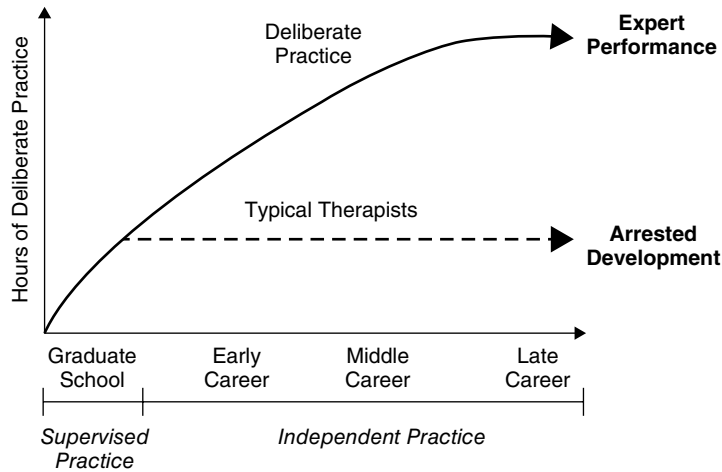 Expert
Performance
Deliberate
Practice
Hours of Deliberate Practice
Typical Therapists
Arrested
Development
Graduate
School
Early
Career
Middle
Career
Late
Career
Supervised
Practice
Independent Practice